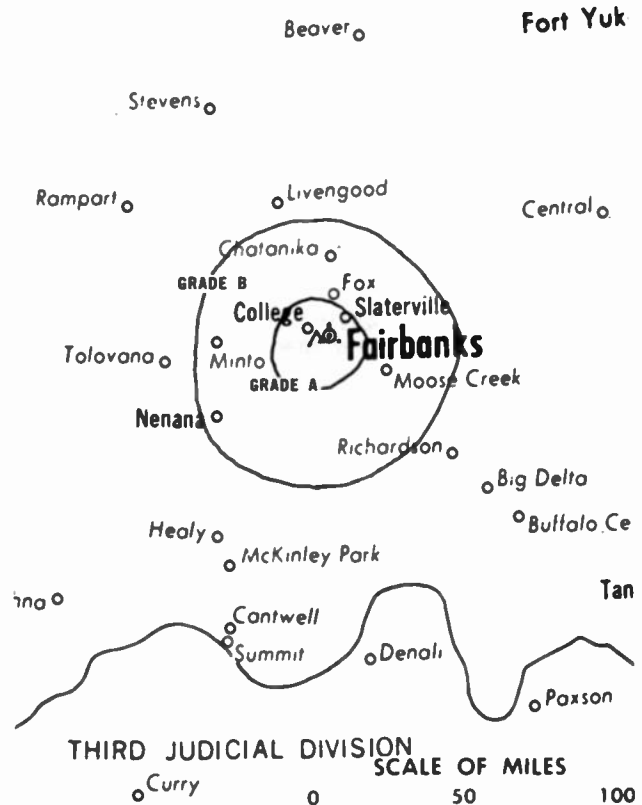 Beaver
Fort Yuk
Stevens
Rampart
Livengood
Central
Chatanika
GRADE B
Fox
College
Slaterville
Fairbanks
Tolovana
Minto
GRADE A
Moose Creek
Nenana
Richardson
Big Delta
Buffalo Ce
Healy
McKinley Park
na
Tan
Cantwell
Summit
Denali
Paxson
THIRD JUDICIAL DIVISION
SCALE OF MILES
Curry
0 50 100